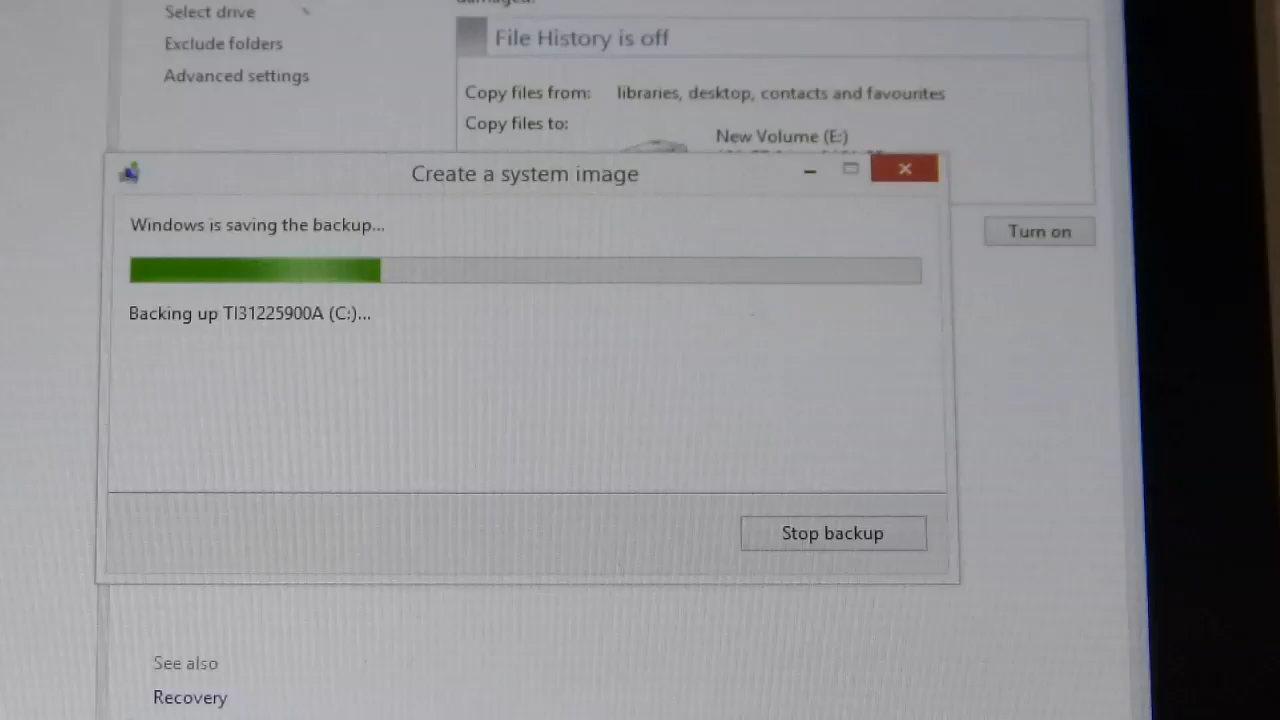 Select drive
Exclude folders
Advanced settings
File History is off
Copy files from: libraries, desktop, contacts and favourites
Copy files to:
New Volume (E:)
Create a system image
Windows is saving the backup...
Turn on
Backing up TI31225900A (C:)...
Stop backup
See also
Recovery